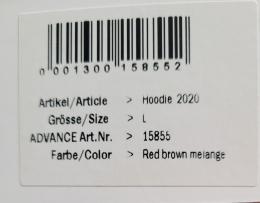 0 001300 158552
Artikel/Article > Hoodie 2020
Grösse/Size > L
ADVANCE Art.Nr. > 15855
Farbe/Color > Red brown melange